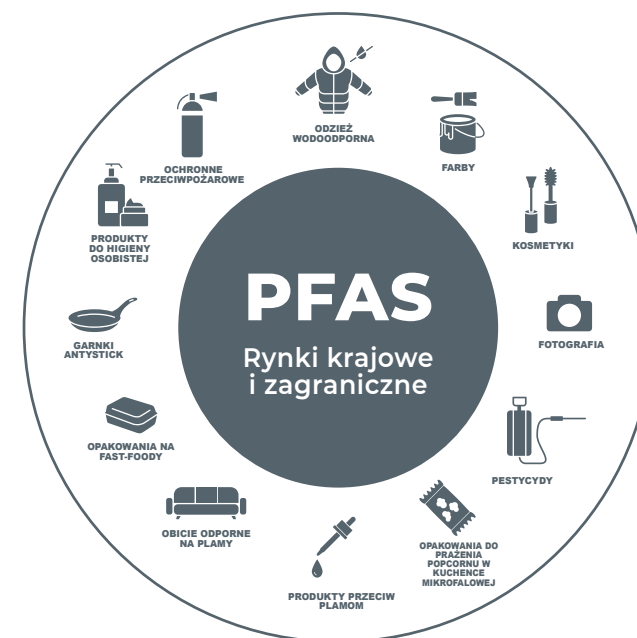 PFAS
Rynki krajowe
i zagraniczne
ODZIEŻ
WODOODPORNA
FARBY
KOSMETYKI
FOTOGRAFIA
PESTYCYDY
OPAKOWANIA DO
PRAŻENIA
POPCORNU W
KUCHENCE
MIKROFALOWEJ
PRODUKTY PRZECIW
PLAMOM
OBICIE ODPORNE
NA PLAMY
OPAKOWANIA NA
FAST-FOODY
GARNKI
ANTYSTICK
PRODUKTY
DO HIGIENY
OSOBISTEJ
OCHRONNE
PRZECIWPOŻAROWE